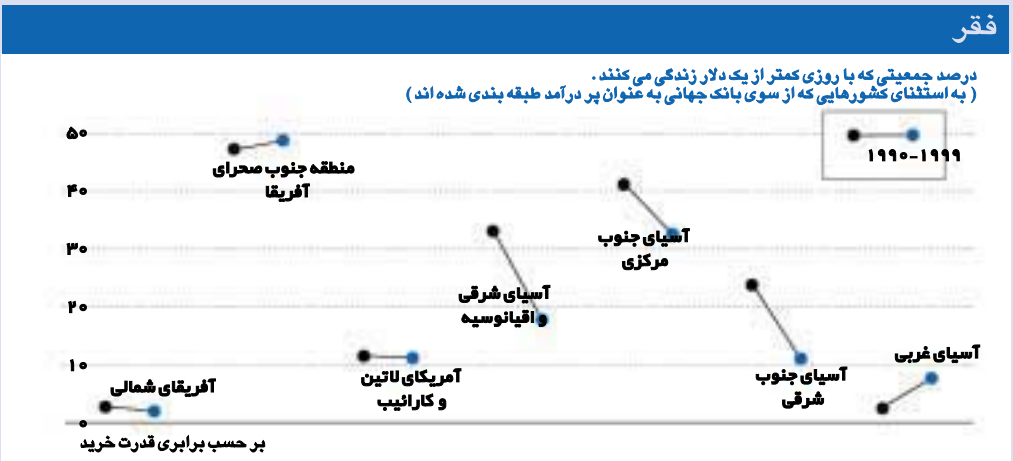 فقر
درصد جمعیتی که با روزی کمتر از یک دلار زندگی می کنند .
( به استثنای کشورهایی که از سوی بانک جهانی به عنوان پر درآمد طبقه بندی شده اند )
۱۹۹۰-۱۹۹۹
۵۰
۴۰
۳۰
۲۰
۱۰
۰
منطقه جنوب صحرای
آفریقا
آسیای جنوب
مرکزی
آسیای شرقی
و اقیانوسیه
آسیای غربی
آسیای جنوب
شرقی
آمریکای لاتین
و کارائیب
آفریقای شمالی
بر حسب برابری قدرت خرید